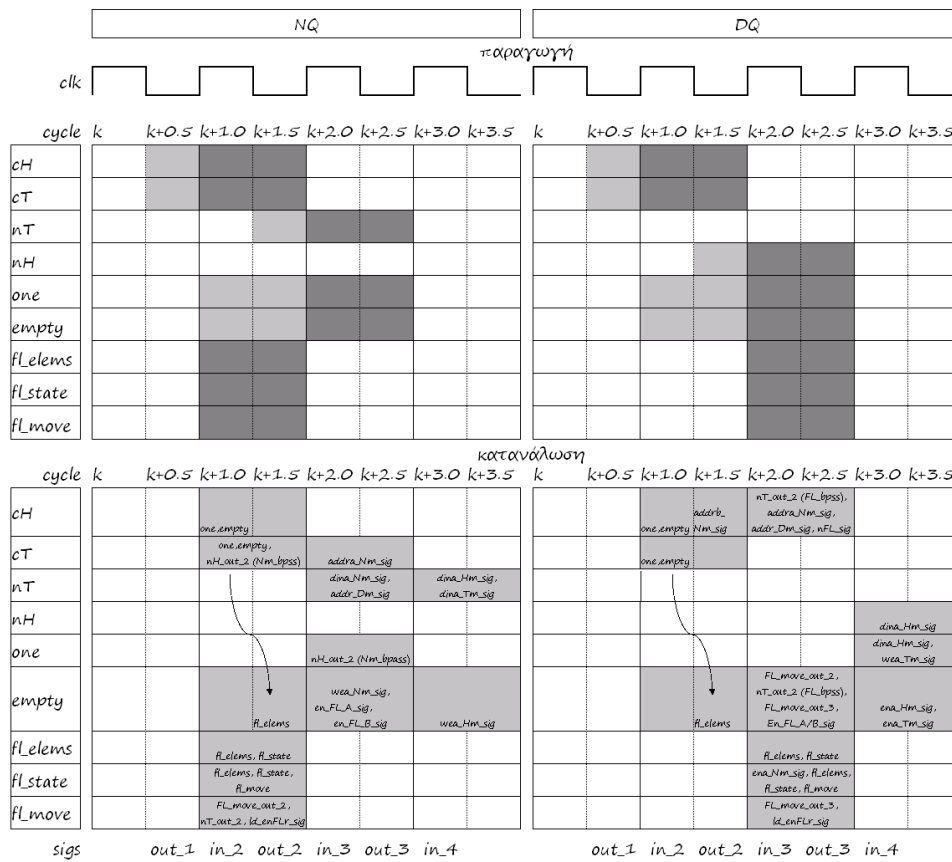 NQ DQ
παραγωγή
clk
cycle k k+0.5 k+1.0 k+1.5 k+2.0 k+2.5 k+3.0 k+3.5 k k+0.5 k+1.0 k+1.5 k+2.0 k+2.5 k+3.0 k+3.5
cH
cT
nT
nH
one
empty
fl_elems
fl_state
fl_move
κατανάλωση
cycle k k+0.5 k+1.0 k+1.5 k+2.0 k+2.5 k+3.0 k+3.5 k k+0.5 k+1.0 k+1.5 k+2.0 k+2.5 k+3.0 k+3.5
cH
one,empty
one,empty
addrb_
Nm_sig
nT_out_2 (FL_bpss),
addra_Nm_sig,
addr_Dm_sig, nFL_sig
cT
one,empty,
nH_out_2 (Nm_bpss)
addra_Nm_sig
one,empty
nT
dina_Nm_sig,
addr_Dm_sig
dina_Hm_sig,
dina_Tm_sig
nH
dina_Hm_sig
one
nH_out_2 (Nm_bpass)
dina_Hm_sig,
wea_Tm_sig
empty
fl_elems
wea_Nm_sig,
en_FL_A_sig,
en_FL_B_sig
wea_Hm_sig
fl_elems
FL_move_out_2,
nT_out_2 (FL_bpss),
FL_move_out_3,
En_FL_A/B_sig
ena_Hm_sig,
ena_Tm_sig
fl_elems
fl_elems, fl_state
fl_elems, fl_state
fl_state
fl_elems, fl_state,
fl_move
ena_Nm_sig, fl_elems,
fl_state, fl_move
fl_move
FL_move_out_2,
nT_out_2, ld_enFLr_sig
FL_move_out_3,
ld_enFLr_sig
sigs out_1 in_2 out_2 in_3 out_3 in_4 out_1 in_2 out_2 in_3 out_3 in_4